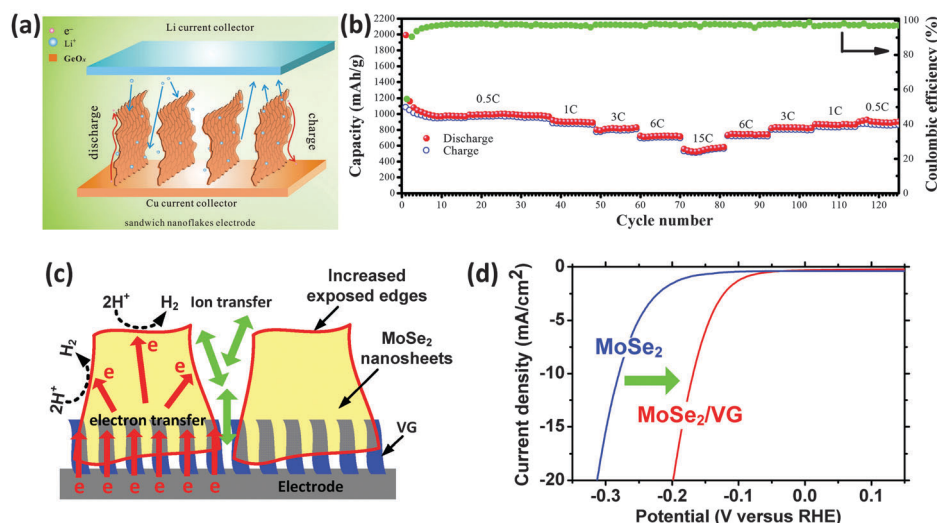 (a)
e⁻
Li⁺
GeOₓ
Li current collector
discharge
charge
Cu current collector
sandwich nanoflakes electrode
(b)
Capacity (mAh/g)
2200
2000
1800
1600
1400
1200
1000
800
600
400
200
0
0.5C
1C
3C
6C
15C
6C
3C
1C
0.5C
Discharge
Charge
100
80
60
40
20
0
Coulombic efficiency (%)
0 10 20 30 40 50 60 70 80 90 100 110 120
Cycle number
(c)
2H⁺
H₂
Ion transfer
Increased
exposed edges
MoSe₂
nanosheets
H₂
2H⁺
e
e
e
electron transfer
VG
Electrode
e e e e e e
(d)
Current density (mA/cm²)
0
-5
-10
-15
-20
MoSe₂
MoSe₂/VG
-0.3 -0.2 -0.1 0.0 0.1
Potential (V versus RHE)